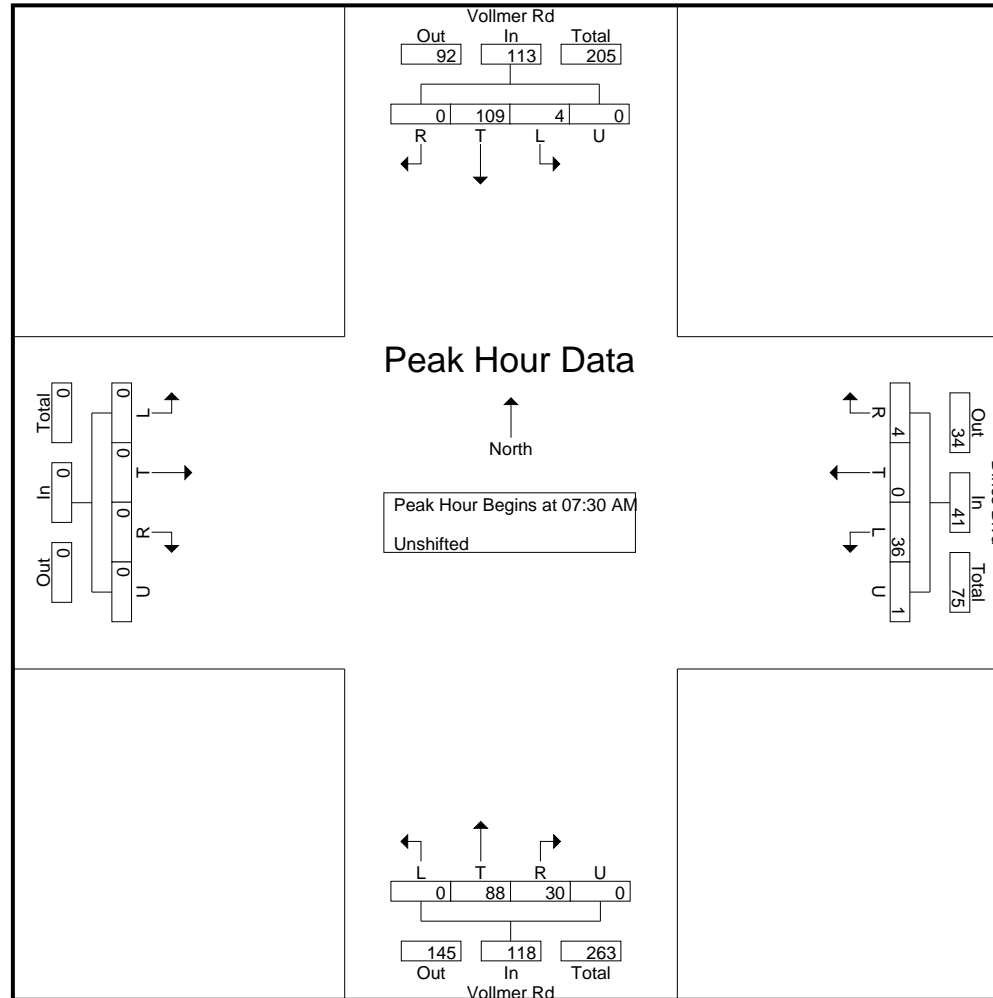 Vollmer Rd
Out In Total
92 113 205
0 109 4 0
R T L U
Peak Hour Data
North
Peak Hour Begins at 07:30 AM
Unshifted
Total In Out
0 0 0
0 0 0 0
L T R U
R T L U
4 0 36 1
Out In Total
34 41 75
L T R U
0 88 30 0
145 118 263
Out In Total
Vollmer Rd